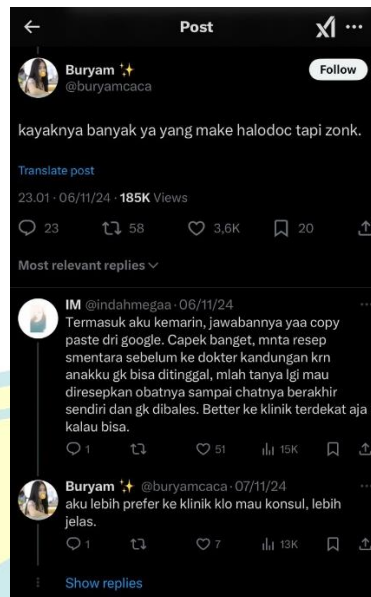 Post
Buryam ✨
@buryamcaca
Follow
kayaknya banyak ya yang make halodoc tapi zonk.
Translate post
23.01 · 06/11/24 · 185K Views
23 58 3,6K 20
Most relevant replies
IM @indahmegaa · 06/11/24
Termasuk aku kemarin, jawabannya yaa copy
paste dri google. Capek banget, mnta resep
smentara sebelum ke dokter kandungan krn
anakku gk bisa ditinggal, mlah tanya lgi mau
diresepkan obatnya sampai chatnya berakhir
sendiri dan gk dibales. Better ke klinik terdekat aja
kalau bisa.
1 51 15K
Buryam ✨ @buryamcaca · 07/11/24
aku lebih prefer ke klinik klo mau konsul, lebih
jelas.
1 7 13K
Show replies